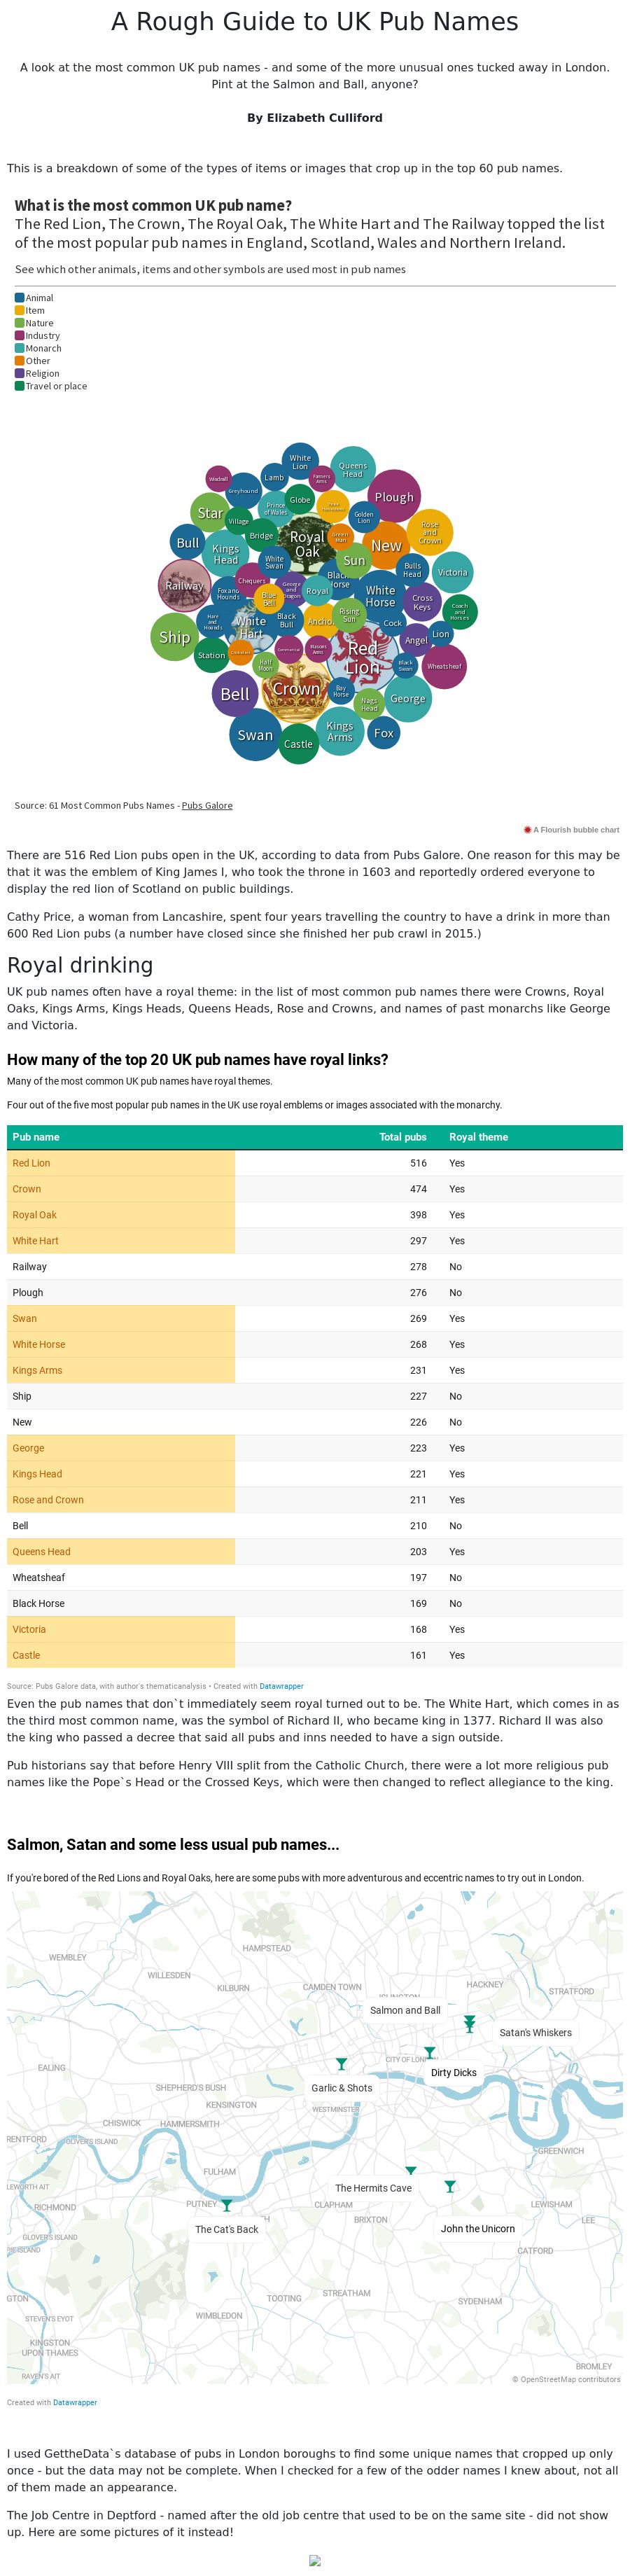 A Rough Guide to UK Pub Names
A look at the most common UK pub names - and some of the more unusual ones tucked away in London.
Pint at the Salmon and Ball, anyone?
By Elizabeth Culliford
This is a breakdown of some of the types of items or images that crop up in the top 60 pub names.
What is the most common UK pub name?
The Red Lion, The Crown, The Royal Oak, The White Hart and The Railway topped the list
of the most popular pub names in England, Scotland, Wales and Northern Ireland.
See which other animals, items and other symbols are used most in pub names
Animal
Item
Nature
Industry
Monarch
Other
Religion
Travel or place
White
Lion
Queens
Head
Lamb
Farmers
Arms
Greyhound
Plough
Globe
Prince
of Wales
Golden
Lion
Star
Village
Rose
and
Crown
Bridge
Royal
Oak
Green
Man
New
Bull
Kings
Head
White
Swan
Sun
Bulls
Head
Victoria
Railway
Chequers
George
and
Dragon
Black
Horse
Fox and
Hounds
Blue
Bell
Royal
White
Horse
Cross
Keys
Coach
and
Horses
Hare
and
Hounds
White
Hart
Black
Bull
Anchor
Rising
Sun
Cock
Ship
Angel
Lion
Station
Commercial
Masons
Arms
Red
Lion
Half
Moon
Black
Swan
Wheatsheaf
Bell
Crown
Bay
Horse
Nags
Head
George
Swan
Castle
Kings
Arms
Fox
Source: 61 Most Common Pubs Names - Pubs Galore
A Flourish bubble chart
There are 516 Red Lion pubs open in the UK, according to data from Pubs Galore. One reason for this may be
that it was the emblem of King James I, who took the throne in 1603 and reportedly ordered everyone to
display the red lion of Scotland on public buildings.
Cathy Price, a woman from Lancashire, spent four years travelling the country to have a drink in more than
600 Red Lion pubs (a number have closed since she finished her pub crawl in 2015.)
Royal drinking
UK pub names often have a royal theme: in the list of most common pub names there were Crowns, Royal
Oaks, Kings Arms, Kings Heads, Queens Heads, Rose and Crowns, and names of past monarchs like George
and Victoria.
How many of the top 20 UK pub names have royal links?
Many of the most common UK pub names have royal themes.
Four out of the five most popular pub names in the UK use royal emblems or images associated with the monarchy.
Pub name Total pubs Royal theme
Red Lion 516 Yes
Crown 474 Yes
Royal Oak 398 Yes
White Hart 297 Yes
Railway 278 No
Plough 276 No
Swan 269 Yes
White Horse 268 Yes
Kings Arms 231 Yes
Ship 227 No
New 226 No
George 223 Yes
Kings Head 221 Yes
Rose and Crown 211 Yes
Bell 210 No
Queens Head 203 Yes
Wheatsheaf 197 No
Black Horse 169 No
Victoria 168 Yes
Castle 161 Yes
Source: Pubs Galore data, with author's thematicanalysis • Created with Datawrapper
Even the pub names that don`t immediately seem royal turned out to be. The White Hart, which comes in as
the third most common name, was the symbol of Richard II, who became king in 1377. Richard II was also
the king who passed a decree that said all pubs and inns needed to have a sign outside.
Pub historians say that before Henry VIII split from the Catholic Church, there were a lot more religious pub
names like the Pope`s Head or the Crossed Keys, which were then changed to reflect allegiance to the king.
Salmon, Satan and some less usual pub names...
If you're bored of the Red Lions and Royal Oaks, here are some pubs with more adventurous and eccentric names to try out in London.
HAMPSTEAD
WEMBLEY
WILLESDEN
KILBURN
CAMDEN TOWN
HACKNEY
STRATFORD
ISLINGTON
Salmon and Ball
Satan's Whiskers
CITY OF LONDON
EALING
Dirty Dicks
SHEPHERD'S BUSH
Garlic & Shots
KENSINGTON
WESTMINSTER
CHISWICK
HAMMERSMITH
BRENTFORD
OLIVER'S ISLAND
GREENWICH
FULHAM
The Hermits Cave
ISLEWORTH AIT
RICHMOND
PUTNEY
CLAPHAM
BRIXTON
LEWISHAM
LEE
The Cat's Back
John the Unicorn
GLOVER'S ISLAND
CATFORD
TOOTING
STREATHAM
SYDENHAM
WIMBLEDON
STEVEN'S EYOT
KINGSTON
UPON THAMES
RAVEN'S AIT
BROMLEY
© OpenStreetMap contributors
Created with Datawrapper
I used GettheData`s database of pubs in London boroughs to find some unique names that cropped up only
once - but the data may not be complete. When I checked for a few of the odder names I knew about, not all
of them made an appearance.
The Job Centre in Deptford - named after the old job centre that used to be on the same site - did not show
up. Here are some pictures of it instead!